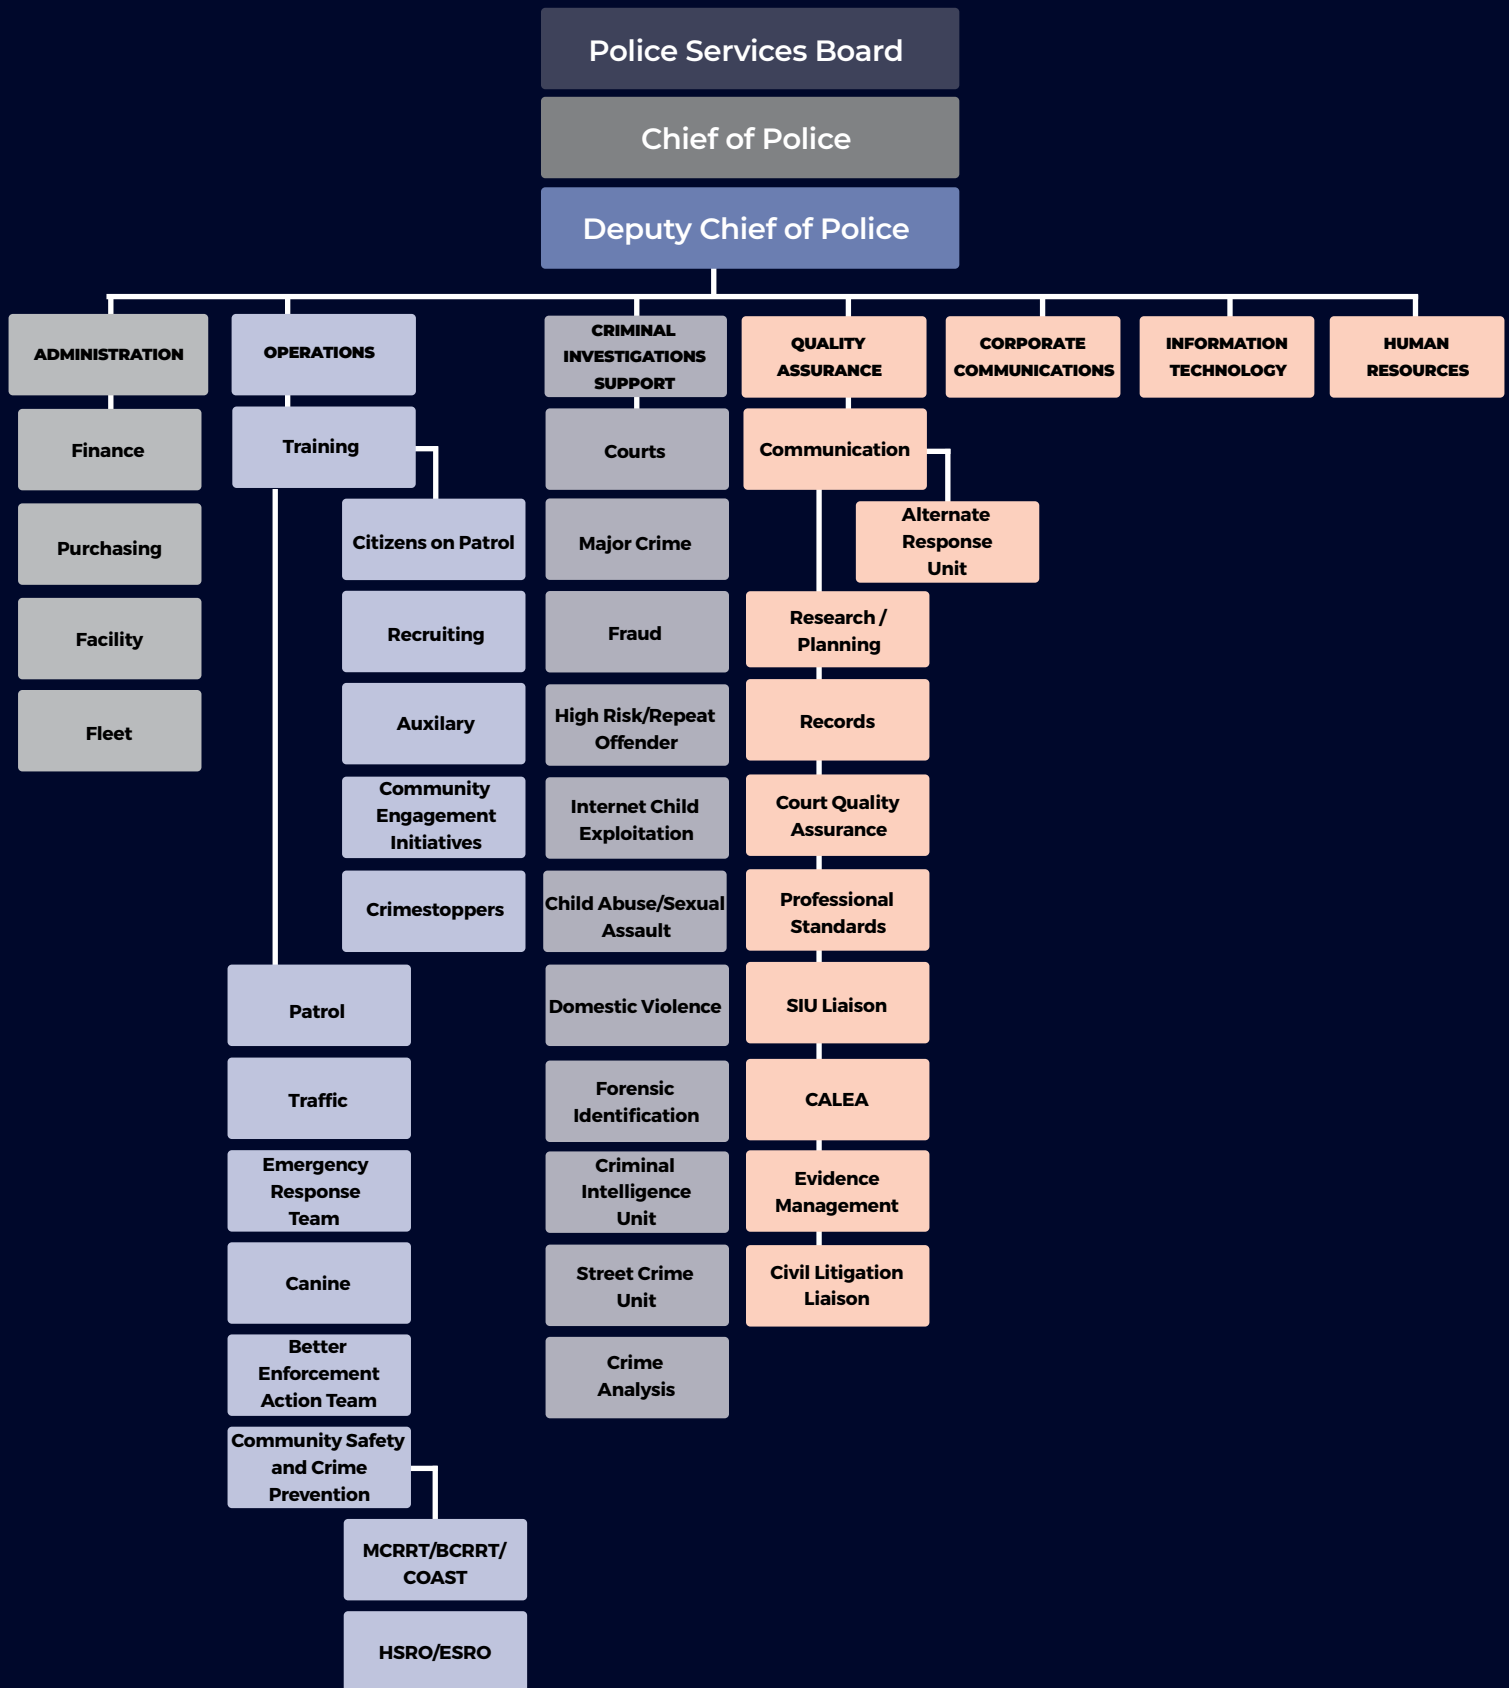 Police Services Board
Chief of Police
Deputy Chief of Police
ADMINISTRATION
Finance
Purchasing
Facility
Fleet
OPERATIONS
Training
Citizens on Patrol
Recruiting
Auxilary
Community
Engagement
Initiatives
Crimestoppers
Patrol
Traffic
Emergency
Response
Team
Canine
Better
Enforcement
Action Team
Community Safety
and Crime
Prevention
MCRRT/BCRRT/
COAST
HSRO/ESRO
CRIMINAL
INVESTIGATIONS
SUPPORT
Courts
Major Crime
Fraud
High Risk/Repeat
Offender
Internet Child
Exploitation
Child Abuse/Sexual
Assault
Domestic Violence
Forensic
Identification
Criminal
Intelligence
Unit
Street Crime
Unit
Crime
Analysis
QUALITY
ASSURANCE
Communication
Alternate
Response
Unit
Research /
Planning
Records
Court Quality
Assurance
Professional
Standards
SIU Liaison
CALEA
Evidence
Management
Civil Litigation
Liaison
CORPORATE
COMMUNICATIONS
INFORMATION
TECHNOLOGY
HUMAN
RESOURCES